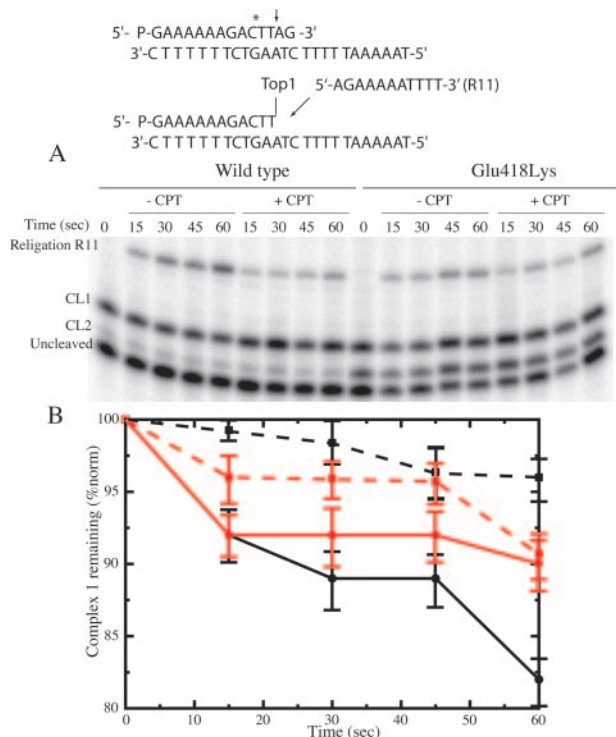 * ↓
5'- P-GAAAAAAGACTTAG -3'
3'-C TTTTTTCTGAATC TTTT TAAAAAT-5'
Top1 5'-AGAAAAATTTT-3' (R11)
5'- P-GAAAAAAGACTT
3'-C TTTTTTCTGAATC TTTT TAAAAAT-5'
A
Wild type Glu418Lys
- CPT + CPT - CPT + CPT
Time (sec) 0 15 30 45 60 15 30 45 60 0 15 30 45 60 15 30 45 60
Religation R11
CL1
CL2
Uncleaved
B
Complex 1 remaining (%norm)
100
95
90
85
80
0 10 20 30 40 50 60
Time (sec)